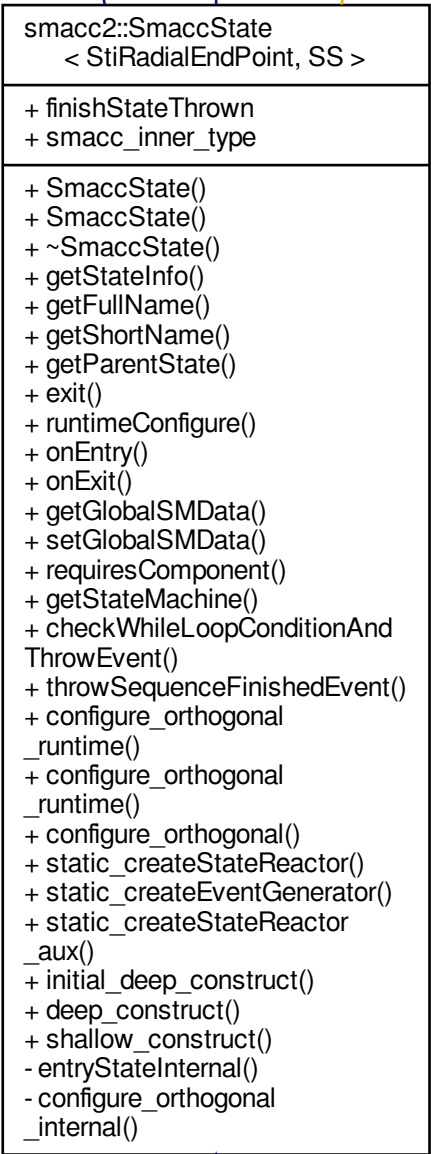 smacc2::SmaccState
< StiRadialEndPoint, SS >
+ finishStateThrown
+ smacc_inner_type
+ SmaccState()
+ SmaccState()
+ ~SmaccState()
+ getStateInfo()
+ getFullName()
+ getShortName()
+ getParentState()
+ exit()
+ runtimeConfigure()
+ onEntry()
+ onExit()
+ getGlobalSMData()
+ setGlobalSMData()
+ requiresComponent()
+ getStateMachine()
+ checkWhileLoopConditionAnd
ThrowEvent()
+ throwSequenceFinishedEvent()
+ configure_orthogonal
_runtime()
+ configure_orthogonal
_runtime()
+ configure_orthogonal()
+ static_createStateReactor()
+ static_createEventGenerator()
+ static_createStateReactor
_aux()
+ initial_deep_construct()
+ deep_construct()
+ shallow_construct()
- entryStateInternal()
- configure_orthogonal
_internal()